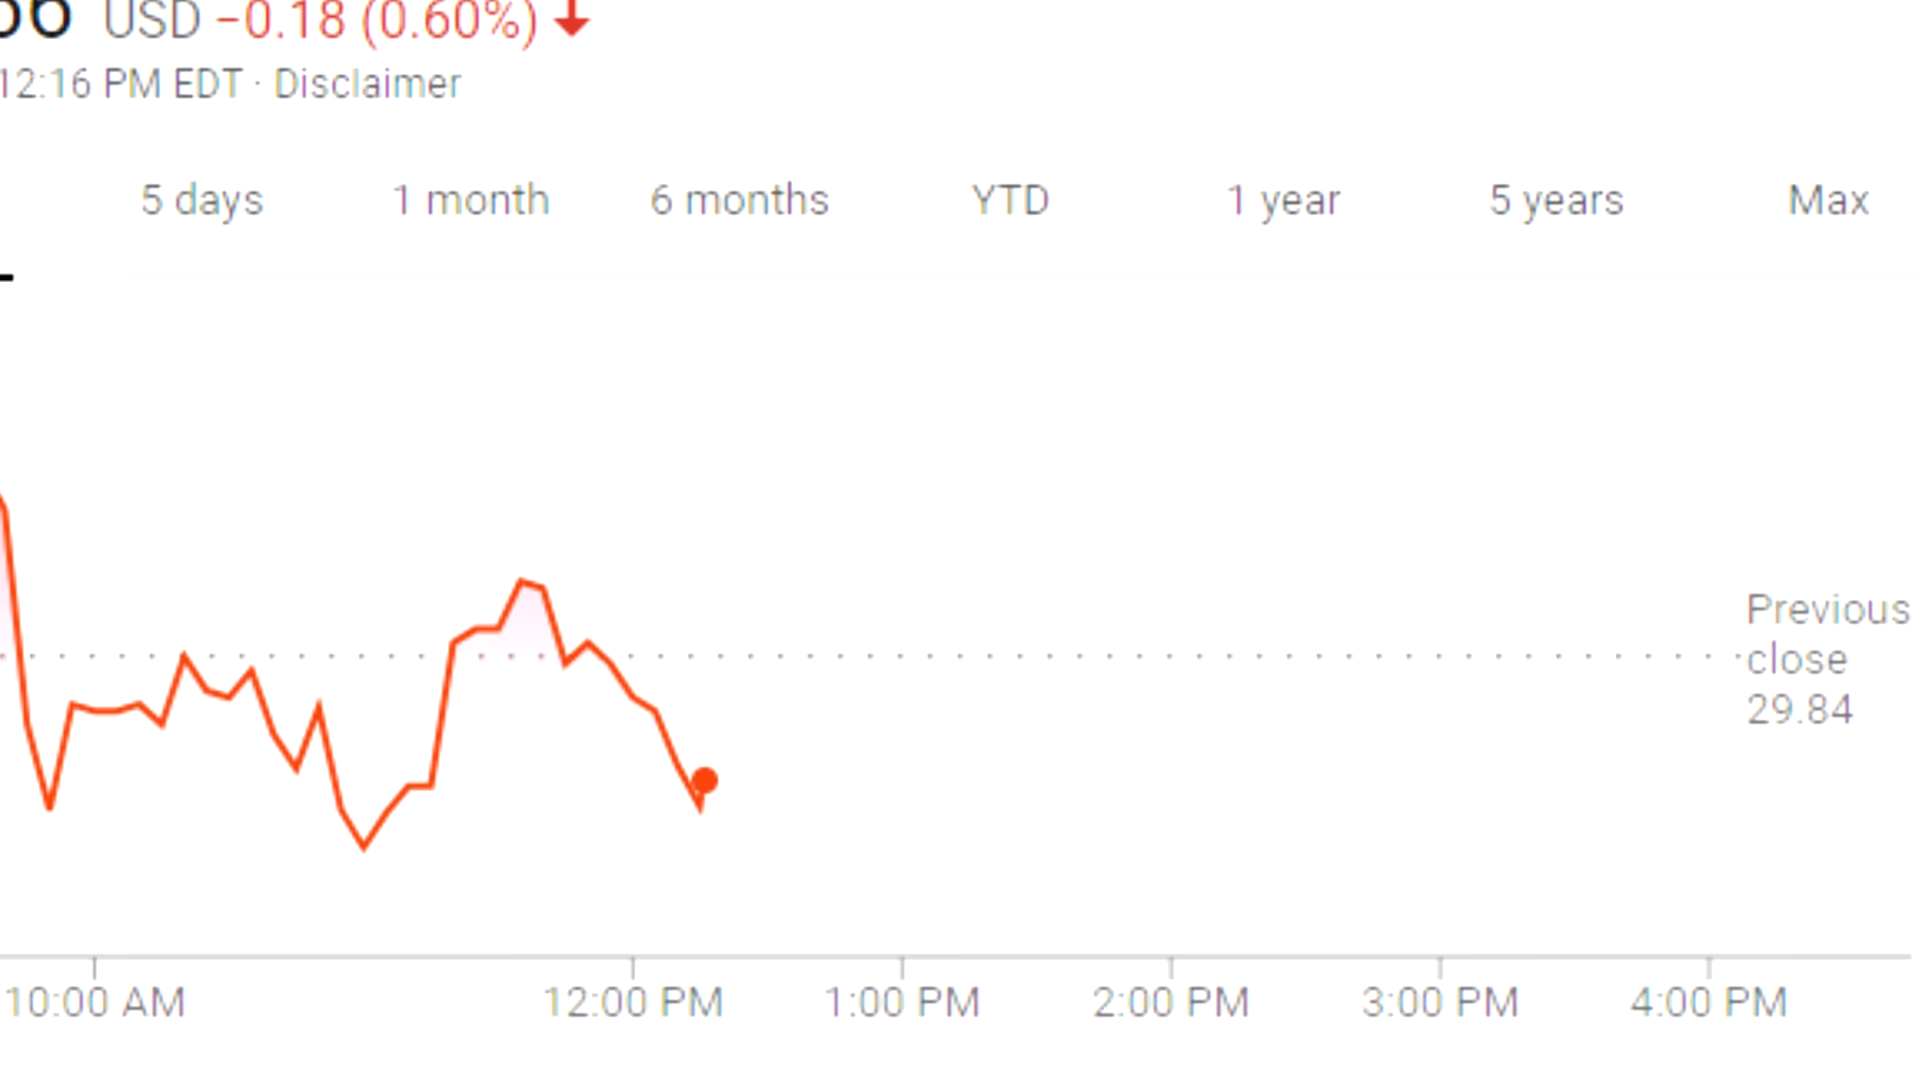 66 USD −0.18 (0.60%)
12:16 PM EDT · Disclaimer
5 days 1 month 6 months YTD 1 year 5 years Max
Previous
close
29.84
10:00 AM 12:00 PM 1:00 PM 2:00 PM 3:00 PM 4:00 PM